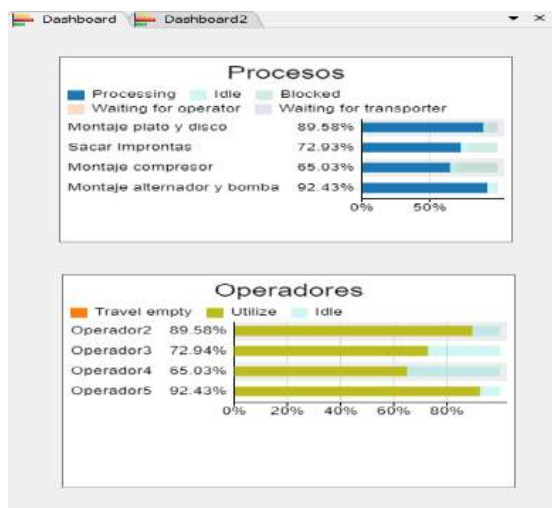 Dashboard Dashboard2
Procesos
Processing Idle Blocked
Waiting for operator Waiting for transporter
Montaje plato y disco 89.58%
Sacar Improntas 72.93%
Montaje compresor 65.03%
Montaje alternador y bomba 92.43%
0% 50%
Operadores
Travel empty Utilize Idle
Operador2 89.58%
Operador3 72.94%
Operador4 65.03%
Operador5 92.43%
0% 20% 40% 60% 80%